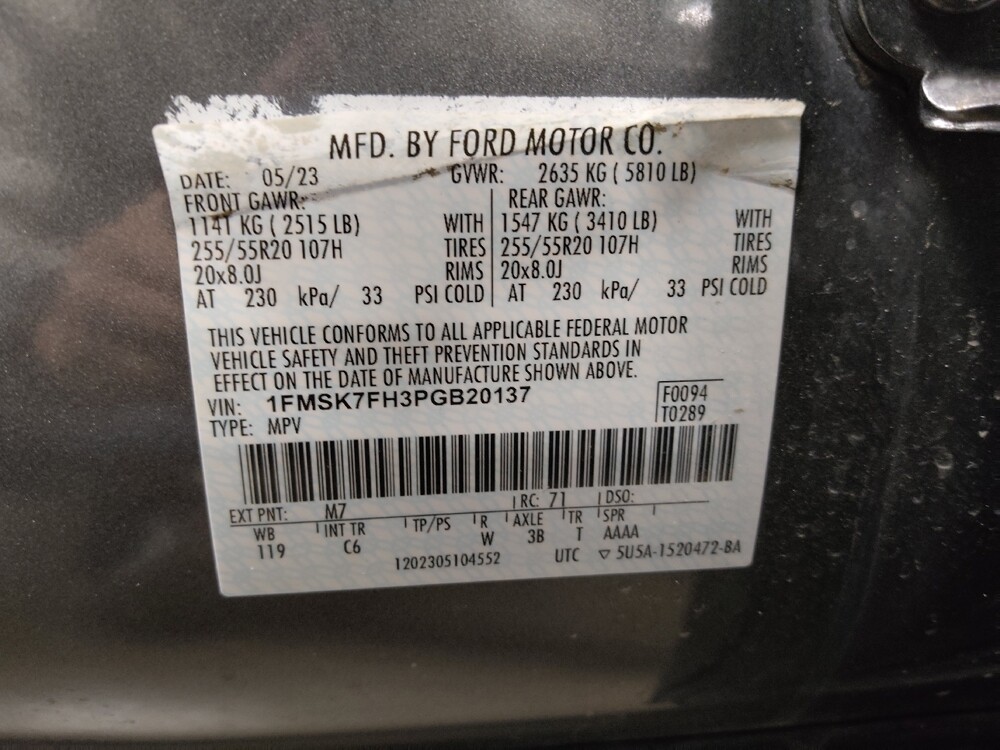 MFD. BY FORD MOTOR CO.
DATE: 05/23 GVWR: 2635 KG ( 5810 LB)
FRONT GAWR: REAR GAWR:
1141 KG ( 2515 LB) WITH 1547 KG ( 3410 LB) WITH
255/55R20 107H TIRES 255/55R20 107H TIRES
20x8.0J RIMS 20x8.0J RIMS
AT 230 kPa/ 33 PSI COLD AT 230 kPa/ 33 PSI COLD
THIS VEHICLE CONFORMS TO ALL APPLICABLE FEDERAL MOTOR
VEHICLE SAFETY AND THEFT PREVENTION STANDARDS IN
EFFECT ON THE DATE OF MANUFACTURE SHOWN ABOVE.
VIN: 1FMSK7FH3PGB20137 F0094
TYPE: MPV T0289
EXT PNT: M7 RC: 71 DSO:
WB INT TR TP/PS R AXLE TR SPR
119 C6 W 3B T AAAA
1202305104552 UTC ▽ 5U5A-1520472-BA